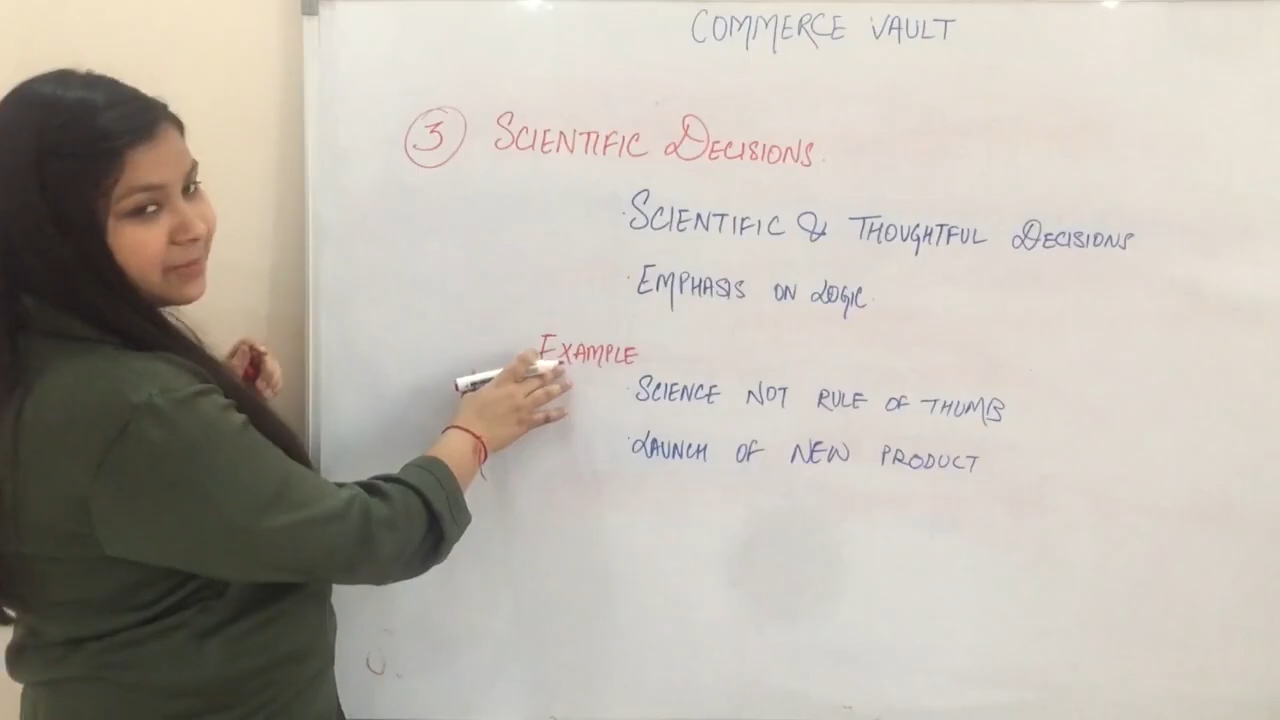 COMMERCE VAULT
3 SCIENTIFIC DECISIONS.
· SCIENTIFIC & THOUGHTFUL DECISIONS
· EMPHASIS ON LOGIC.
EXAMPLE
· SCIENCE NOT RULE OF THUMB
· LAUNCH OF NEW PRODUCT